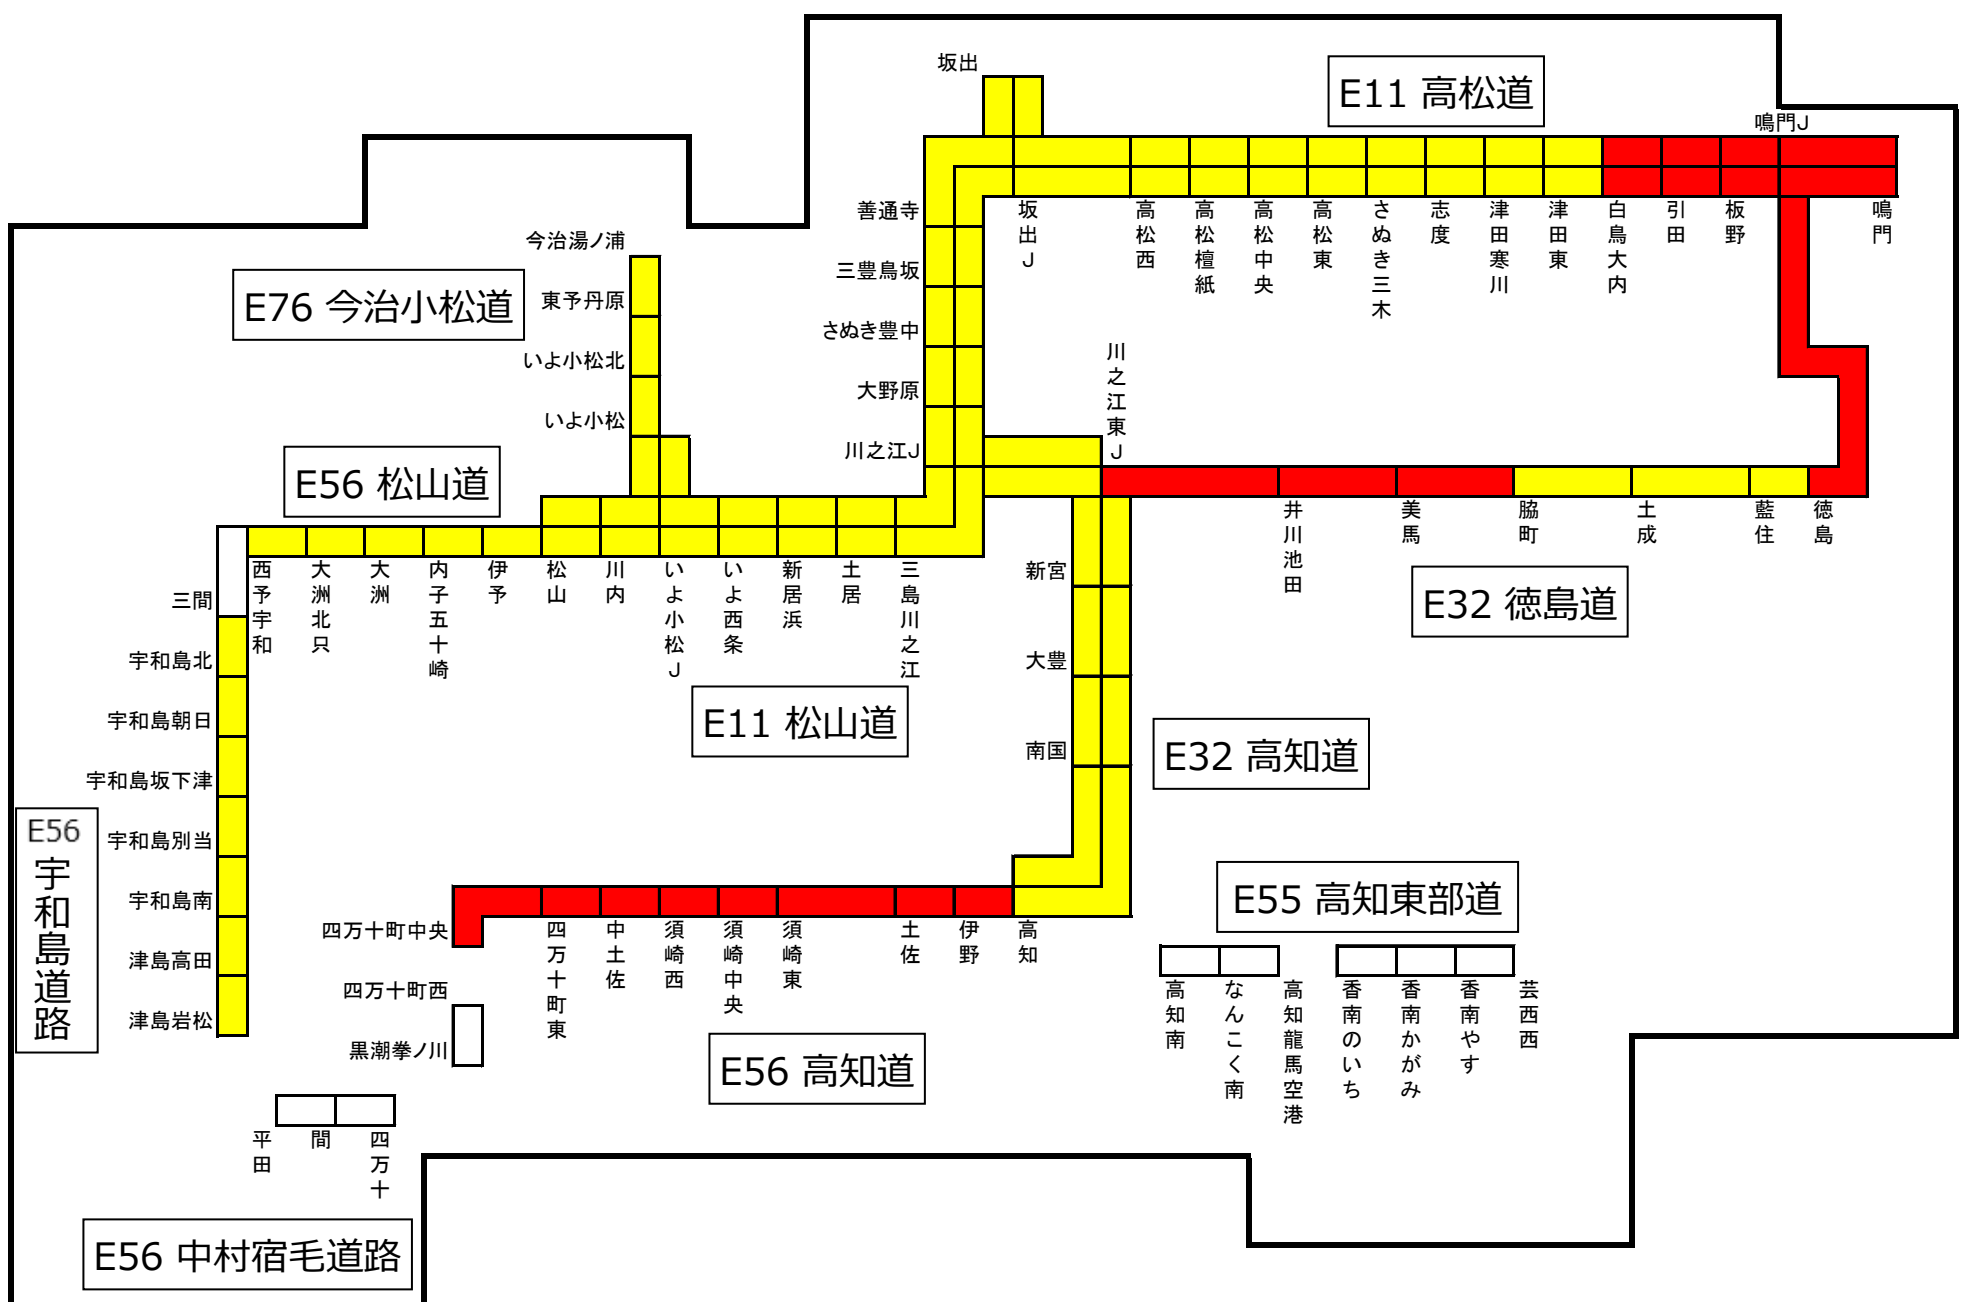 坂出
E11 高松道
鳴門J
善通寺
坂出J
高松西
高松檀紙
高松中央
高松東
さぬき三木
志度
津田寒川
津田東
白鳥大内
引田
板野
鳴門
今治湯ノ浦
三豊鳥坂
E76 今治小松道
東予丹原
さぬき豊中
いよ小松北
川之江東J
大野原
いよ小松
川之江J
E56 松山道
井川池田
美馬
脇町
土成
藍住
徳島
西予宇和
大洲北只
大洲
内子五十崎
伊予
松山
川内
いよ小松J
いよ西条
新居浜
土居
三島川之江
新宮
E32 徳島道
三間
宇和島北
大豊
E11 松山道
宇和島朝日
南国
E32 高知道
宇和島坂下津
E56
宇和島道路
宇和島別当
宇和島南
E55 高知東部道
四万十町中央
四万十町東
中土佐
須崎西
須崎中央
須崎東
土佐
伊野
高知
津島高田
四万十町西
高知南
なんこく南
高知龍馬空港
香南のいち
香南かがみ
香南やす
芸西西
津島岩松
黒潮拳ノ川
E56 高知道
平田
間
四万十
E56 中村宿毛道路